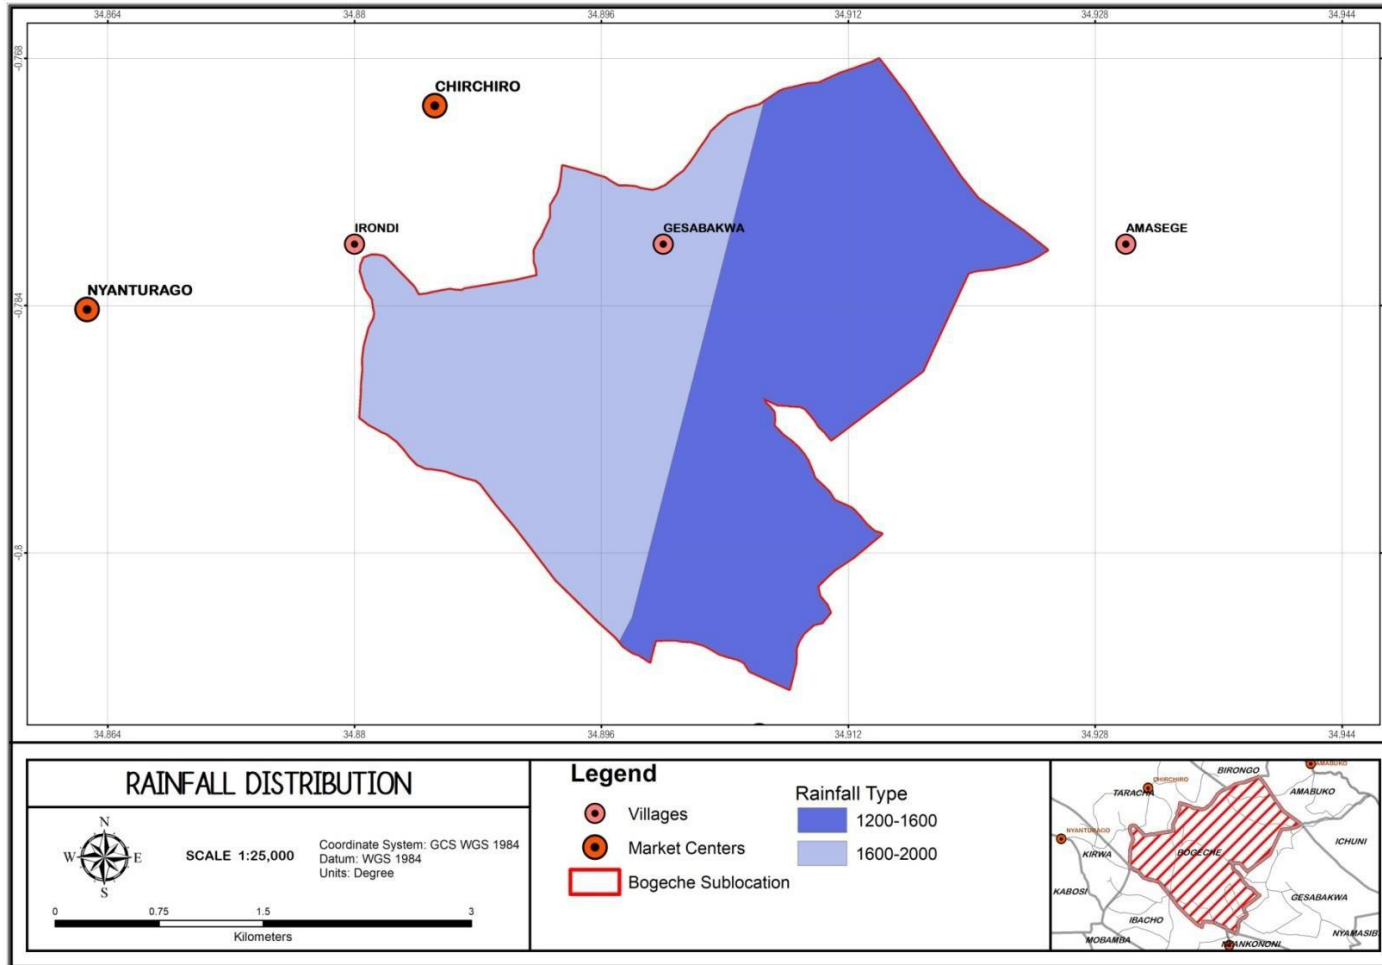 34.864
34.88
34.896
34.912
34.928
34.944
-0.768
-0.784
-0.8
CHIRCHIRO
IRONDI
GESABAKWA
AMASEGE
NYANTURAGO
34.864
34.88
34.896
34.912
34.928
34.944
RAINFALL DISTRIBUTION
N
W
E
S
SCALE 1:25,000
Coordinate System: GCS WGS 1984
Datum: WGS 1984
Units: Degree
0
0.75
1.5
3
Kilometers
Legend
Villages
Market Centers
Bogeche Sublocation
Rainfall Type
1200-1600
1600-2000
AMABUKO
BIRONGO
CHIRCHIRO
TARACHA
AMABUKO
NYANTURAGO
ICHUNI
KIRWA
BOGECHE
KABOSI
GESABAKWA
IBACHO
NYAMASIB
MOBAMBA